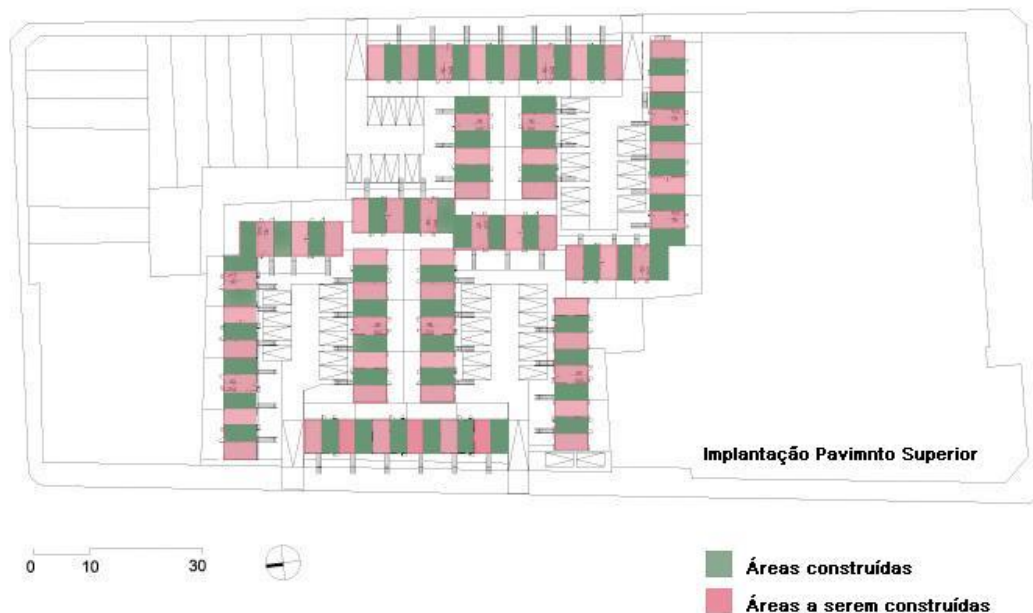 Implantação Pavimnto Superior
0 10 30
Áreas construídas
Áreas a serem construídas